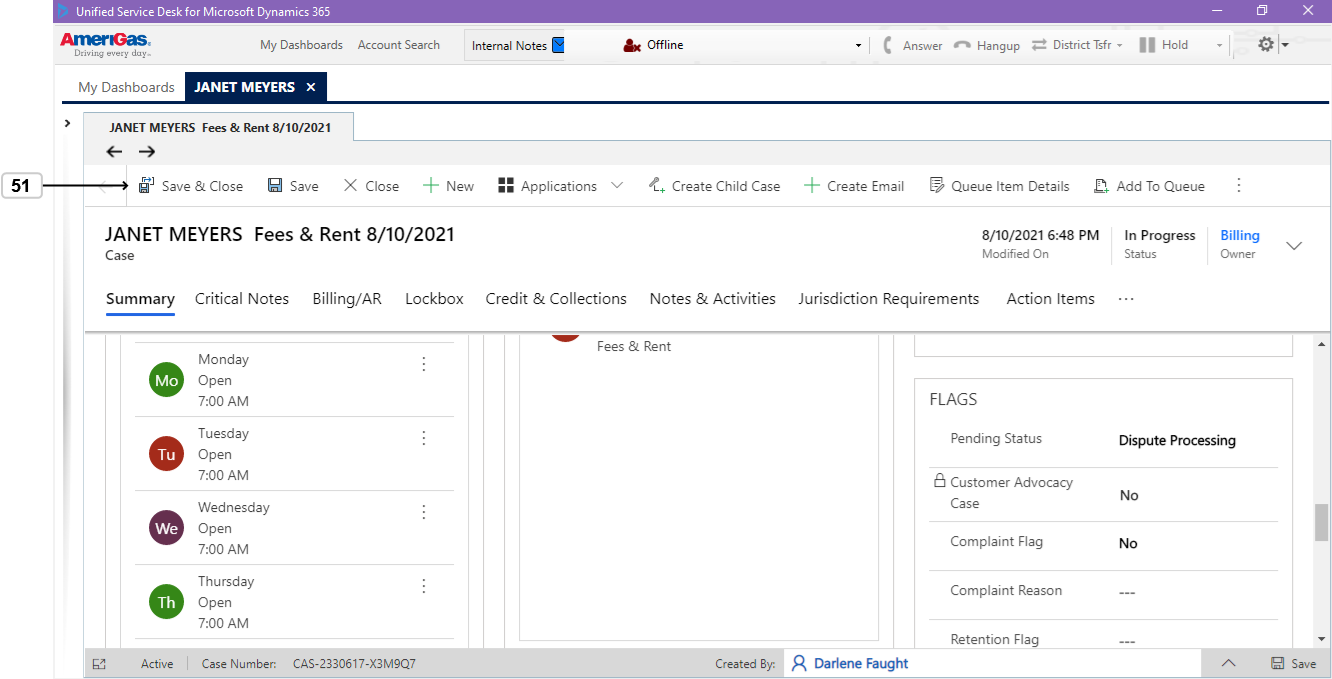 Unified Service Desk for Microsoft Dynamics 365
AmeriGas
Driving every day...
My Dashboards Account Search Internal Notes Offline Answer Hangup District Tsfr Hold
My Dashboards JANET MEYERS
JANET MEYERS Fees & Rent 8/10/2021
51
Save & Close Save Close New Applications Create Child Case Create Email Queue Item Details Add To Queue
JANET MEYERS Fees & Rent 8/10/2021
Case
8/10/2021 6:48 PM
Modified On
In Progress
Status
Billing
Owner
Summary Critical Notes Billing/AR Lockbox Credit & Collections Notes & Activities Jurisdiction Requirements Action Items ...
Mo
Monday
Open
7:00 AM
Tu
Tuesday
Open
7:00 AM
We
Wednesday
Open
7:00 AM
Th
Thursday
Open
7:00 AM
Fees & Rent
FLAGS
Pending Status Dispute Processing
Customer Advocacy
Case
No
Complaint Flag No
Complaint Reason ---
Retention Flag ---
Active Case Number: CAS-2330617-X3M9Q7 Created By: Darlene Faught Save